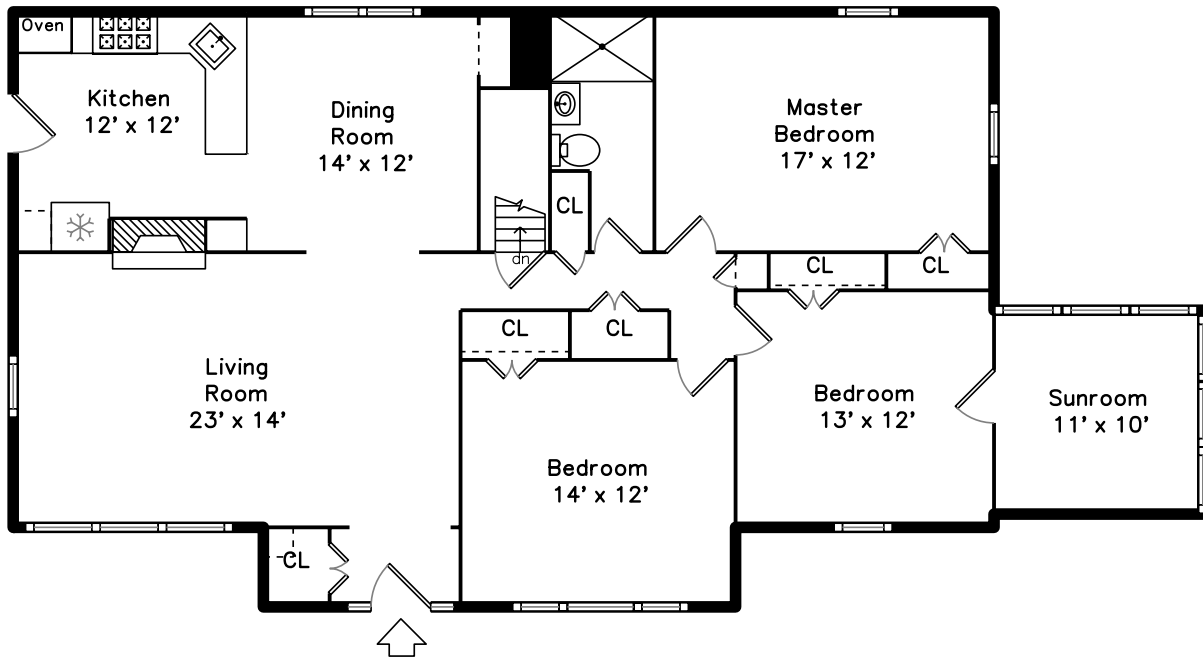 Oven
Kitchen
12' x 12'
Dining
Room
14' x 12'
Master
Bedroom
17' x 12'
CL
dn
CL
CL
CL
CL
Living
Room
23' x 14'
Bedroom
13' x 12'
Sunroom
11' x 10'
Bedroom
14' x 12'
CL